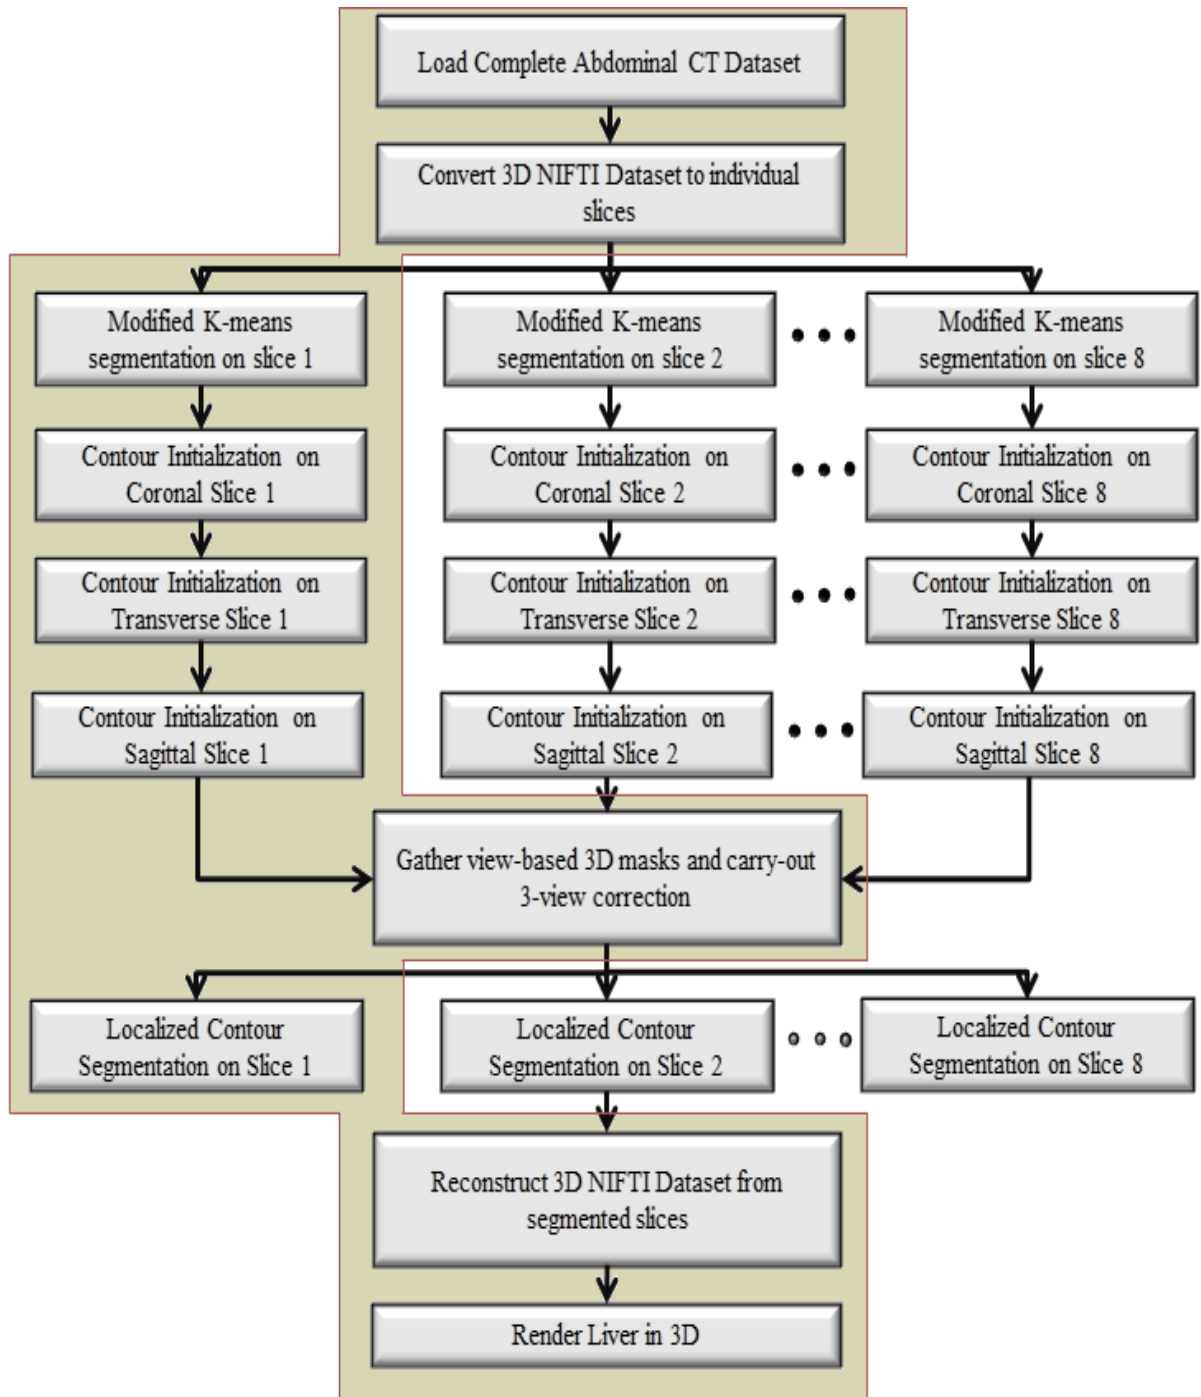 Load Complete Abdominal CT Dataset
Convert 3D NIFTI Dataset to individual
slices
Modified K-means
segmentation on slice 1
Modified K-means
segmentation on slice 2
Modified K-means
segmentation on slice 8
Contour Initialization on
Coronal Slice 1
Contour Initialization on
Coronal Slice 2
Contour Initialization on
Coronal Slice 8
Contour Initialization on
Transverse Slice 1
Contour Initialization on
Transverse Slice 2
Contour Initialization on
Transverse Slice 8
Contour Initialization on
Sagittal Slice 1
Contour Initialization on
Sagittal Slice 2
Contour Initialization on
Sagittal Slice 8
Gather view-based 3D masks and carry-out
3-view correction
Localized Contour
Segmentation on Slice 1
Localized Contour
Segmentation on Slice 2
Localized Contour
Segmentation on Slice 8
Reconstruct 3D NIFTI Dataset from
segmented slices
Render Liver in 3D